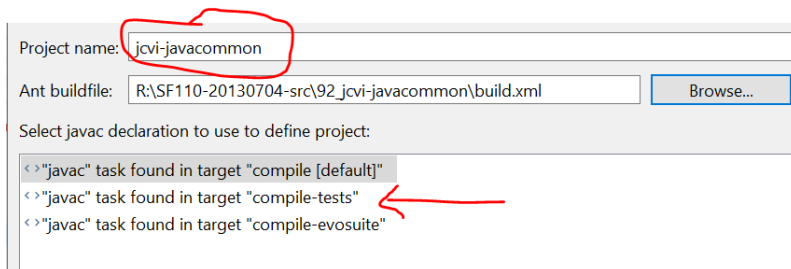 Project name: jcvi-javacommon
Ant buildfile: R:\SF110-20130704-src\92_jcvi-javacommon\build.xml Browse...
Select javac declaration to use to define project:
<>"javac" task found in target "compile [default]"
<>"javac" task found in target "compile-tests"
<>"javac" task found in target "compile-evosuite"